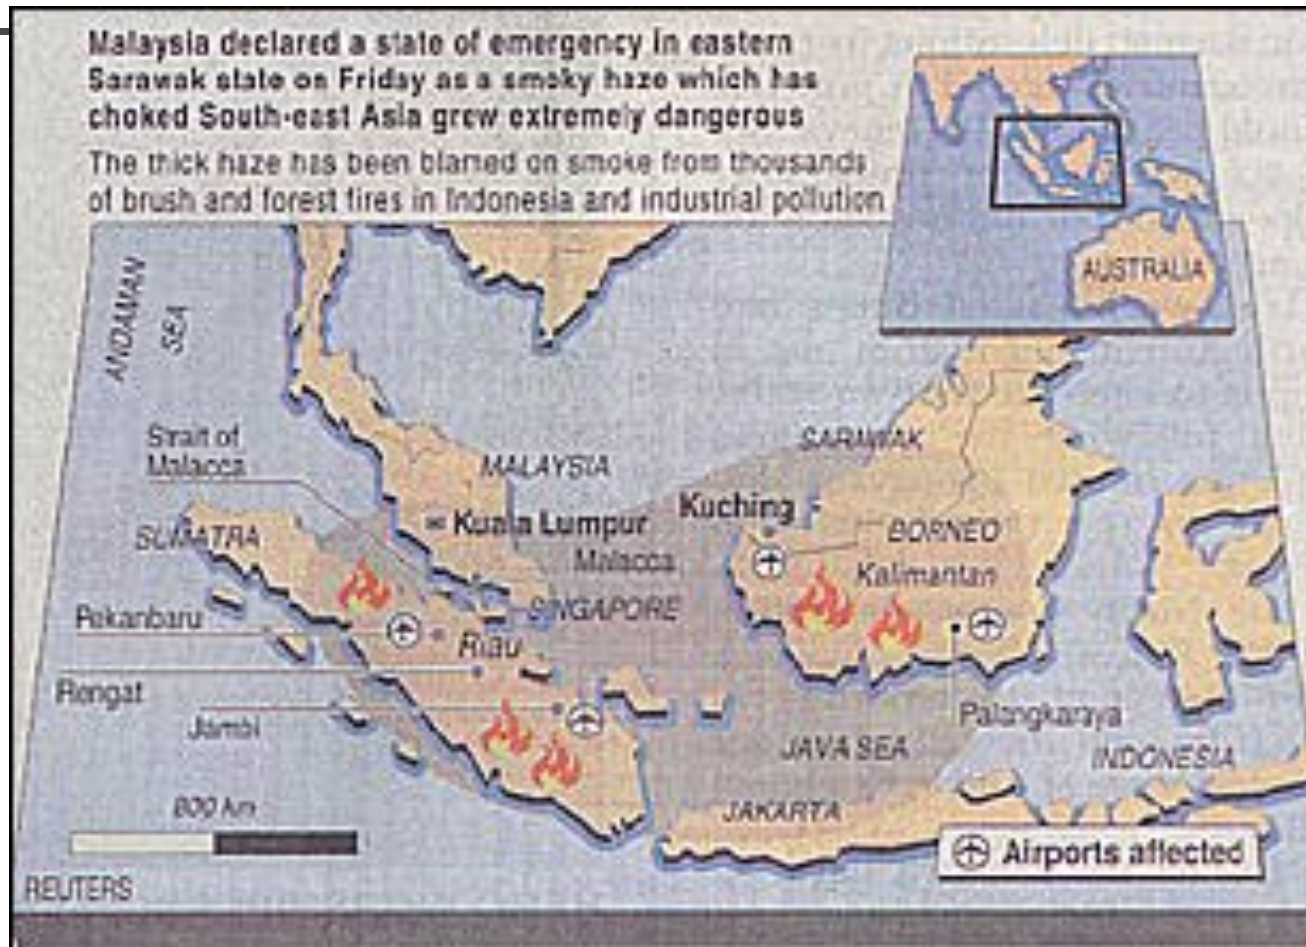 Malaysia declared a state of emergency in eastern
Sarawak state on Friday as a smoky haze which has
choked South-east Asia grew extremely dangerous
The thick haze has been blamed on smoke from thousands
of brush and forest fires in Indonesia and industrial pollution
AUSTRALIA
ANDAMAN
SEA
Strait of
Malacca
MALAYSIA
SARAWAK
SUMATRA
Kuala Lumpur
Kuching
Malacca
BORNEO
Kalimantan
SINGAPORE
Pekanbaru
Riau
Rengat
Jambi
Palangkaraya
JAVA SEA
INDONESIA
800 km
JAKARTA
Airports affected
REUTERS